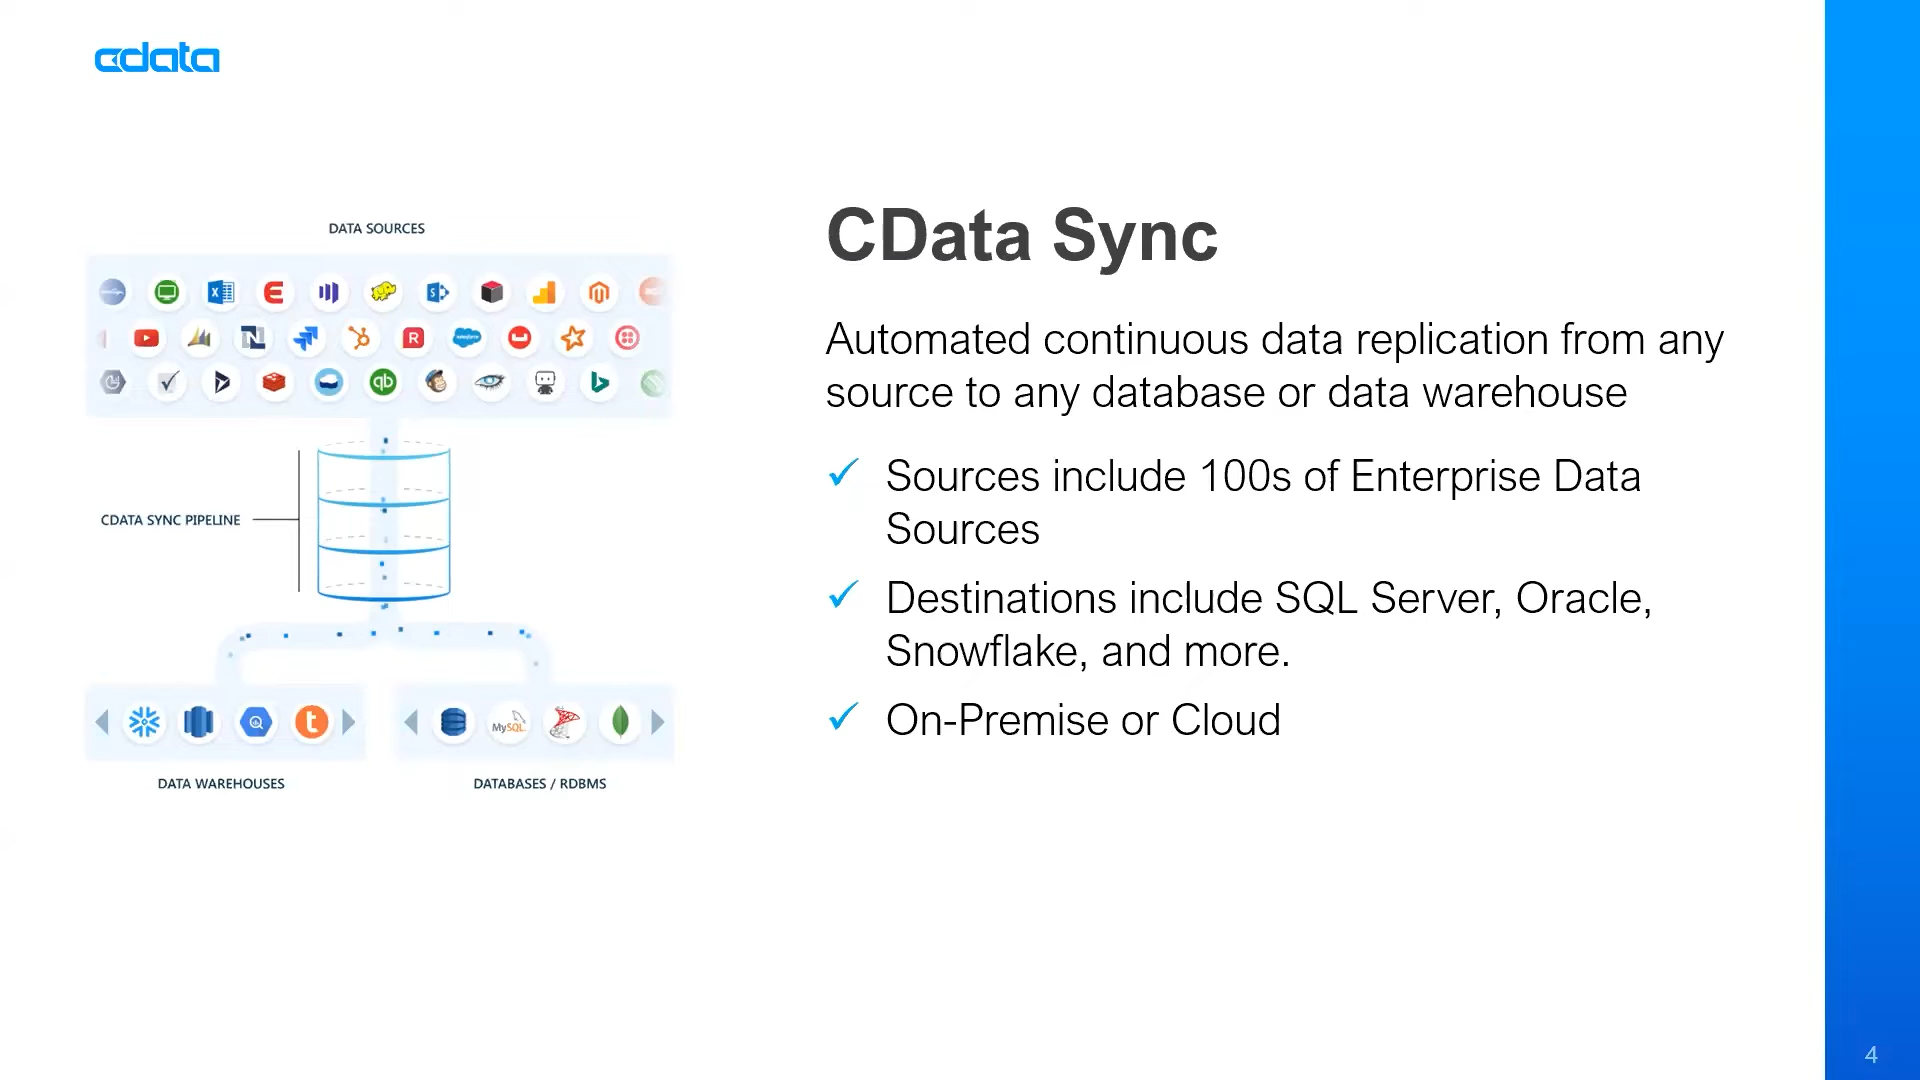 cdata
DATA SOURCES
CDATA SYNC PIPELINE
MySQL
DATA WAREHOUSES
DATABASES / RDBMS
CData Sync
Automated continuous data replication from any
source to any database or data warehouse
Sources include 100s of Enterprise Data
Sources
Destinations include SQL Server, Oracle,
Snowflake, and more.
On-Premise or Cloud
4